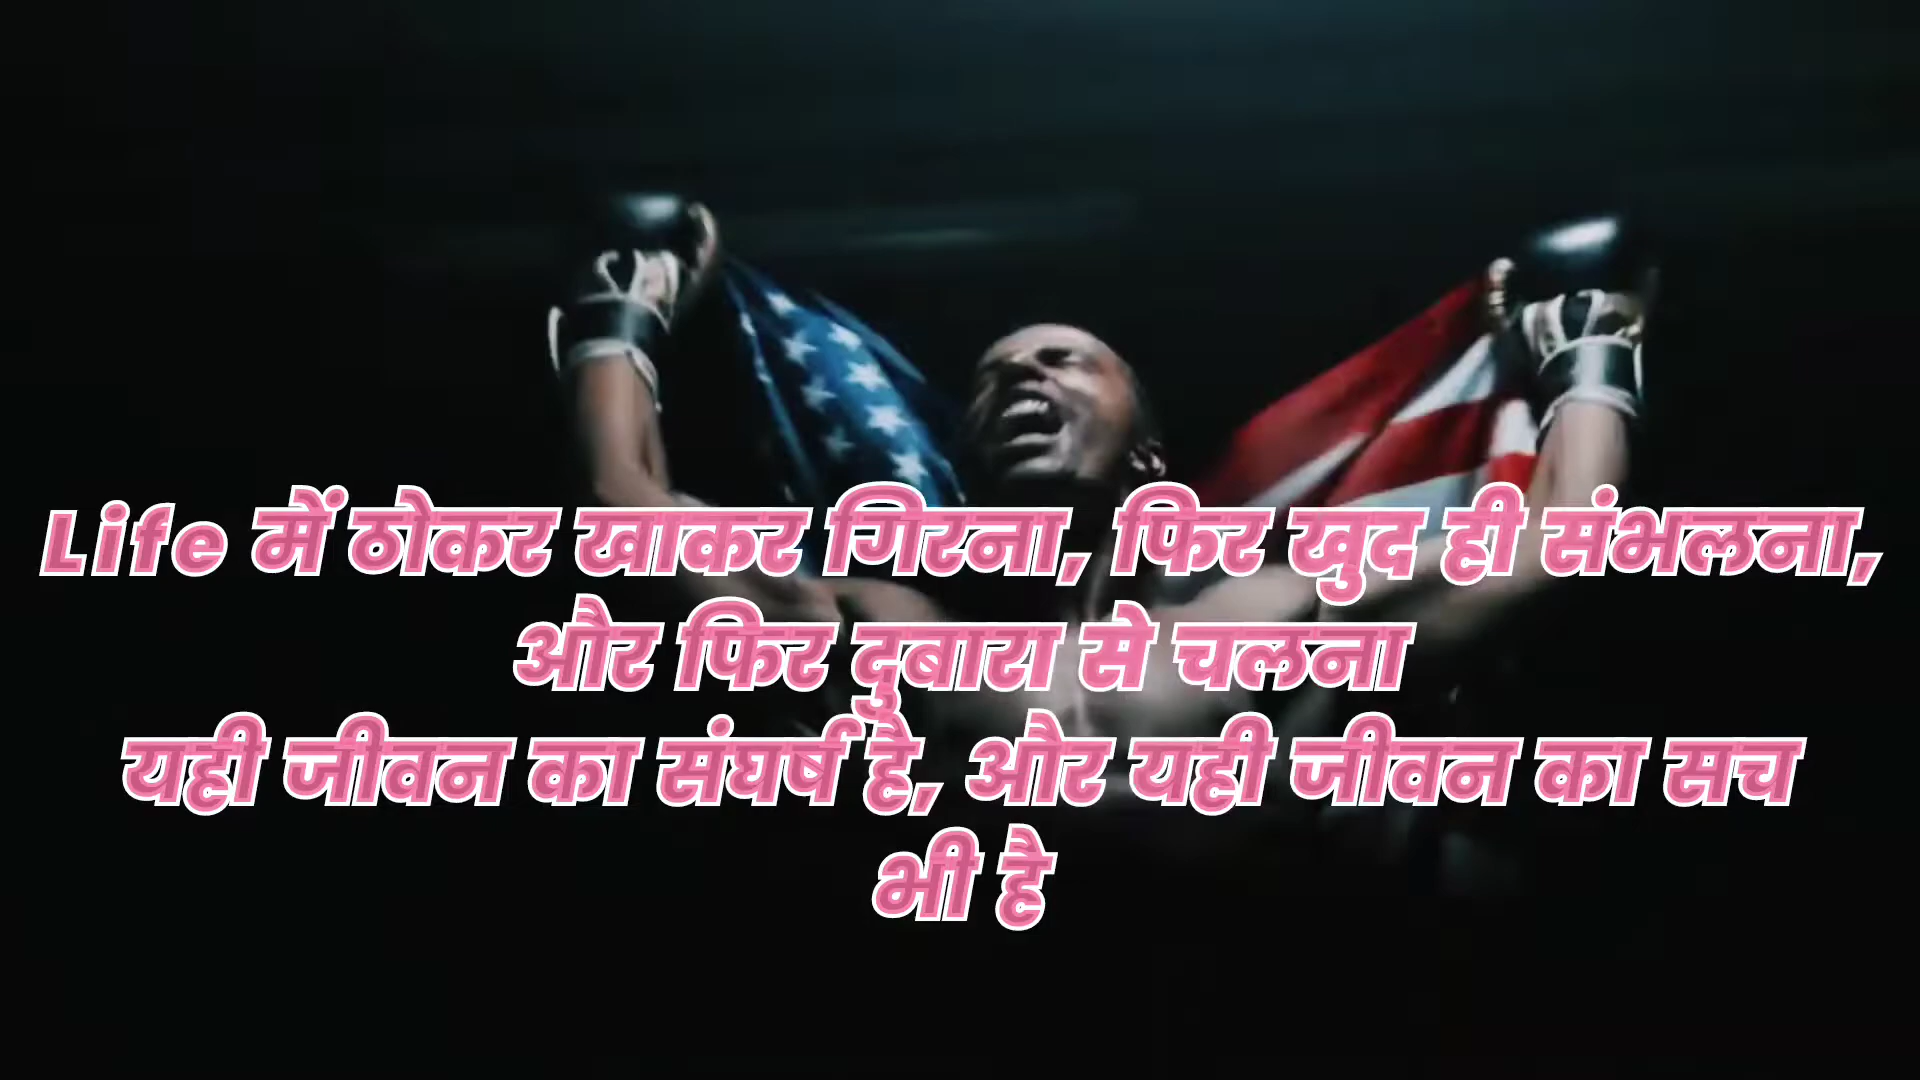 Life में ठोकर खाकर गिरना, फिर खुद ही संभलना,
और फिर दुबारा से चलना
यही जीवन का संघर्ष है, और यही जीवन का सच
भी है